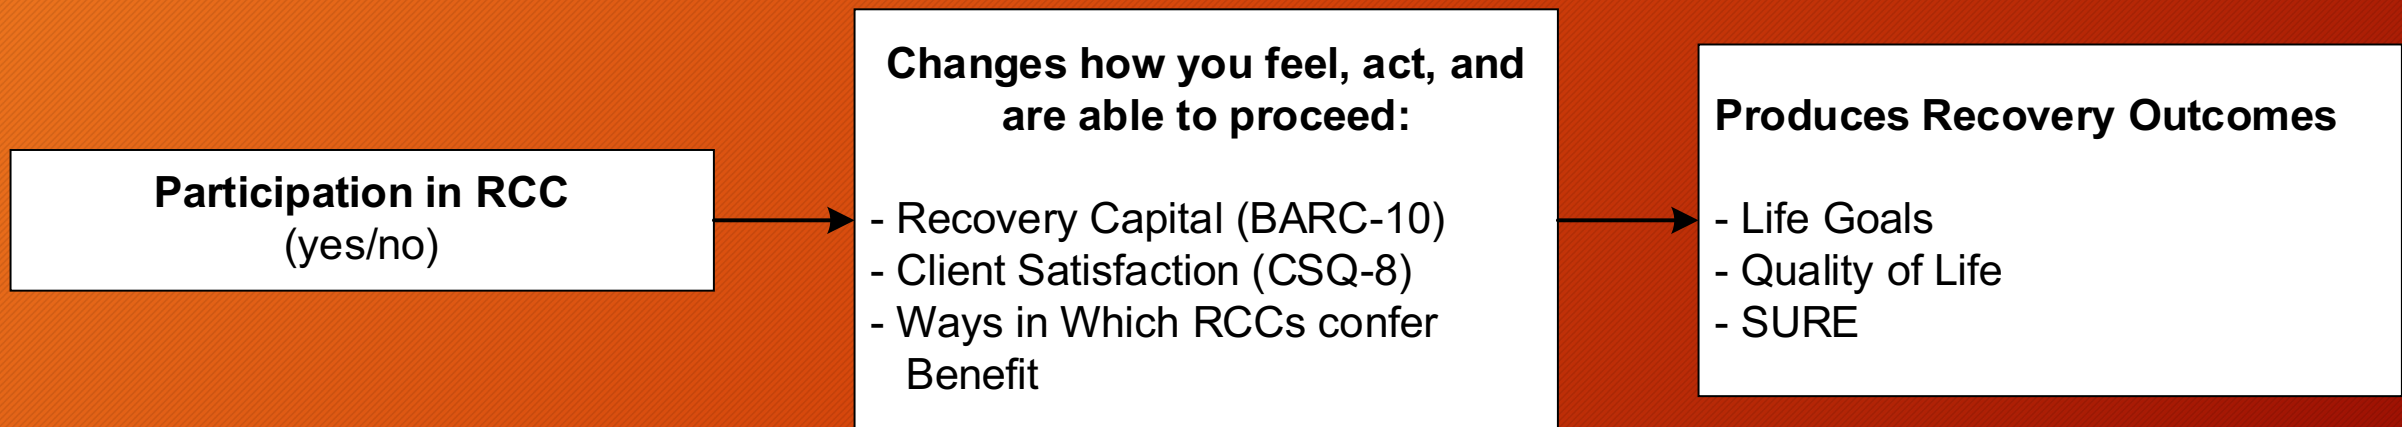 Participation in RCC
(yes/no)
Changes how you feel, act, and
are able to proceed:
- Recovery Capital (BARC-10)
- Client Satisfaction (CSQ-8)
- Ways in Which RCCs confer
Benefit
Produces Recovery Outcomes
- Life Goals
- Quality of Life
- SURE